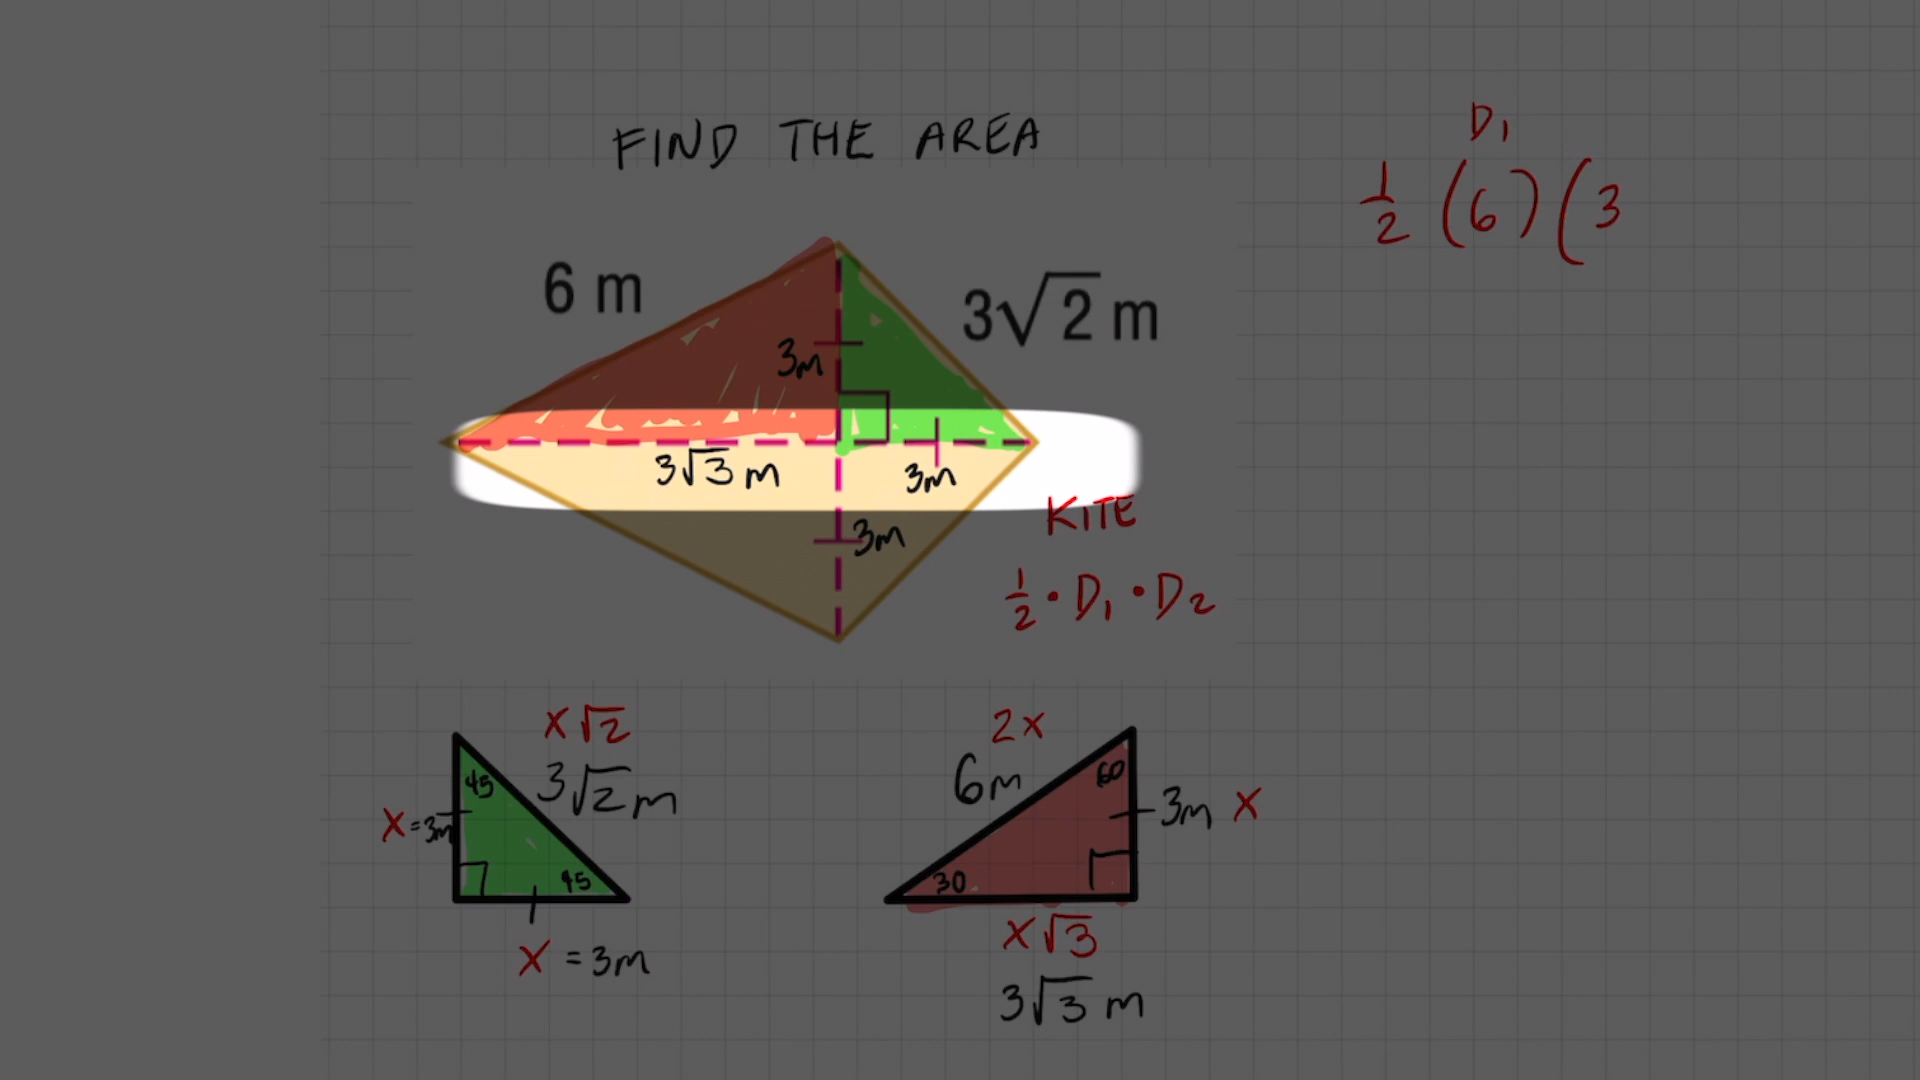 FIND THE AREA
D₁
1/2 (6)(3
6 m
3√2 m
3m
3√3 m
3m
3m
KITE
1/2 · D₁ · D₂
x√2
3√2 m
45
x = 3m
45
x = 3m
2x
6m
60
3m x
30
x√3
3√3 m